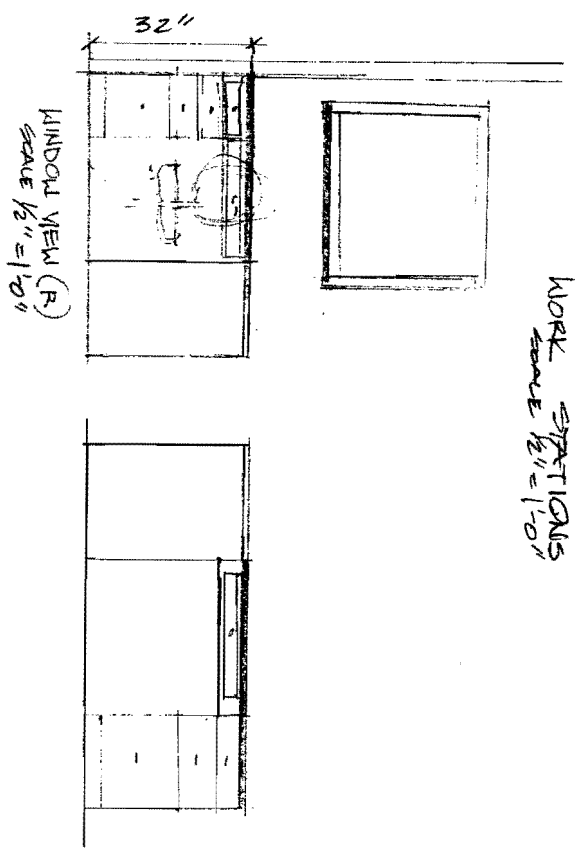 32"
WINDOW VIEW (R)
SCALE 1/2" = 1'-0"
WORK STATIONS
SCALE 1/2" = 1'-0"